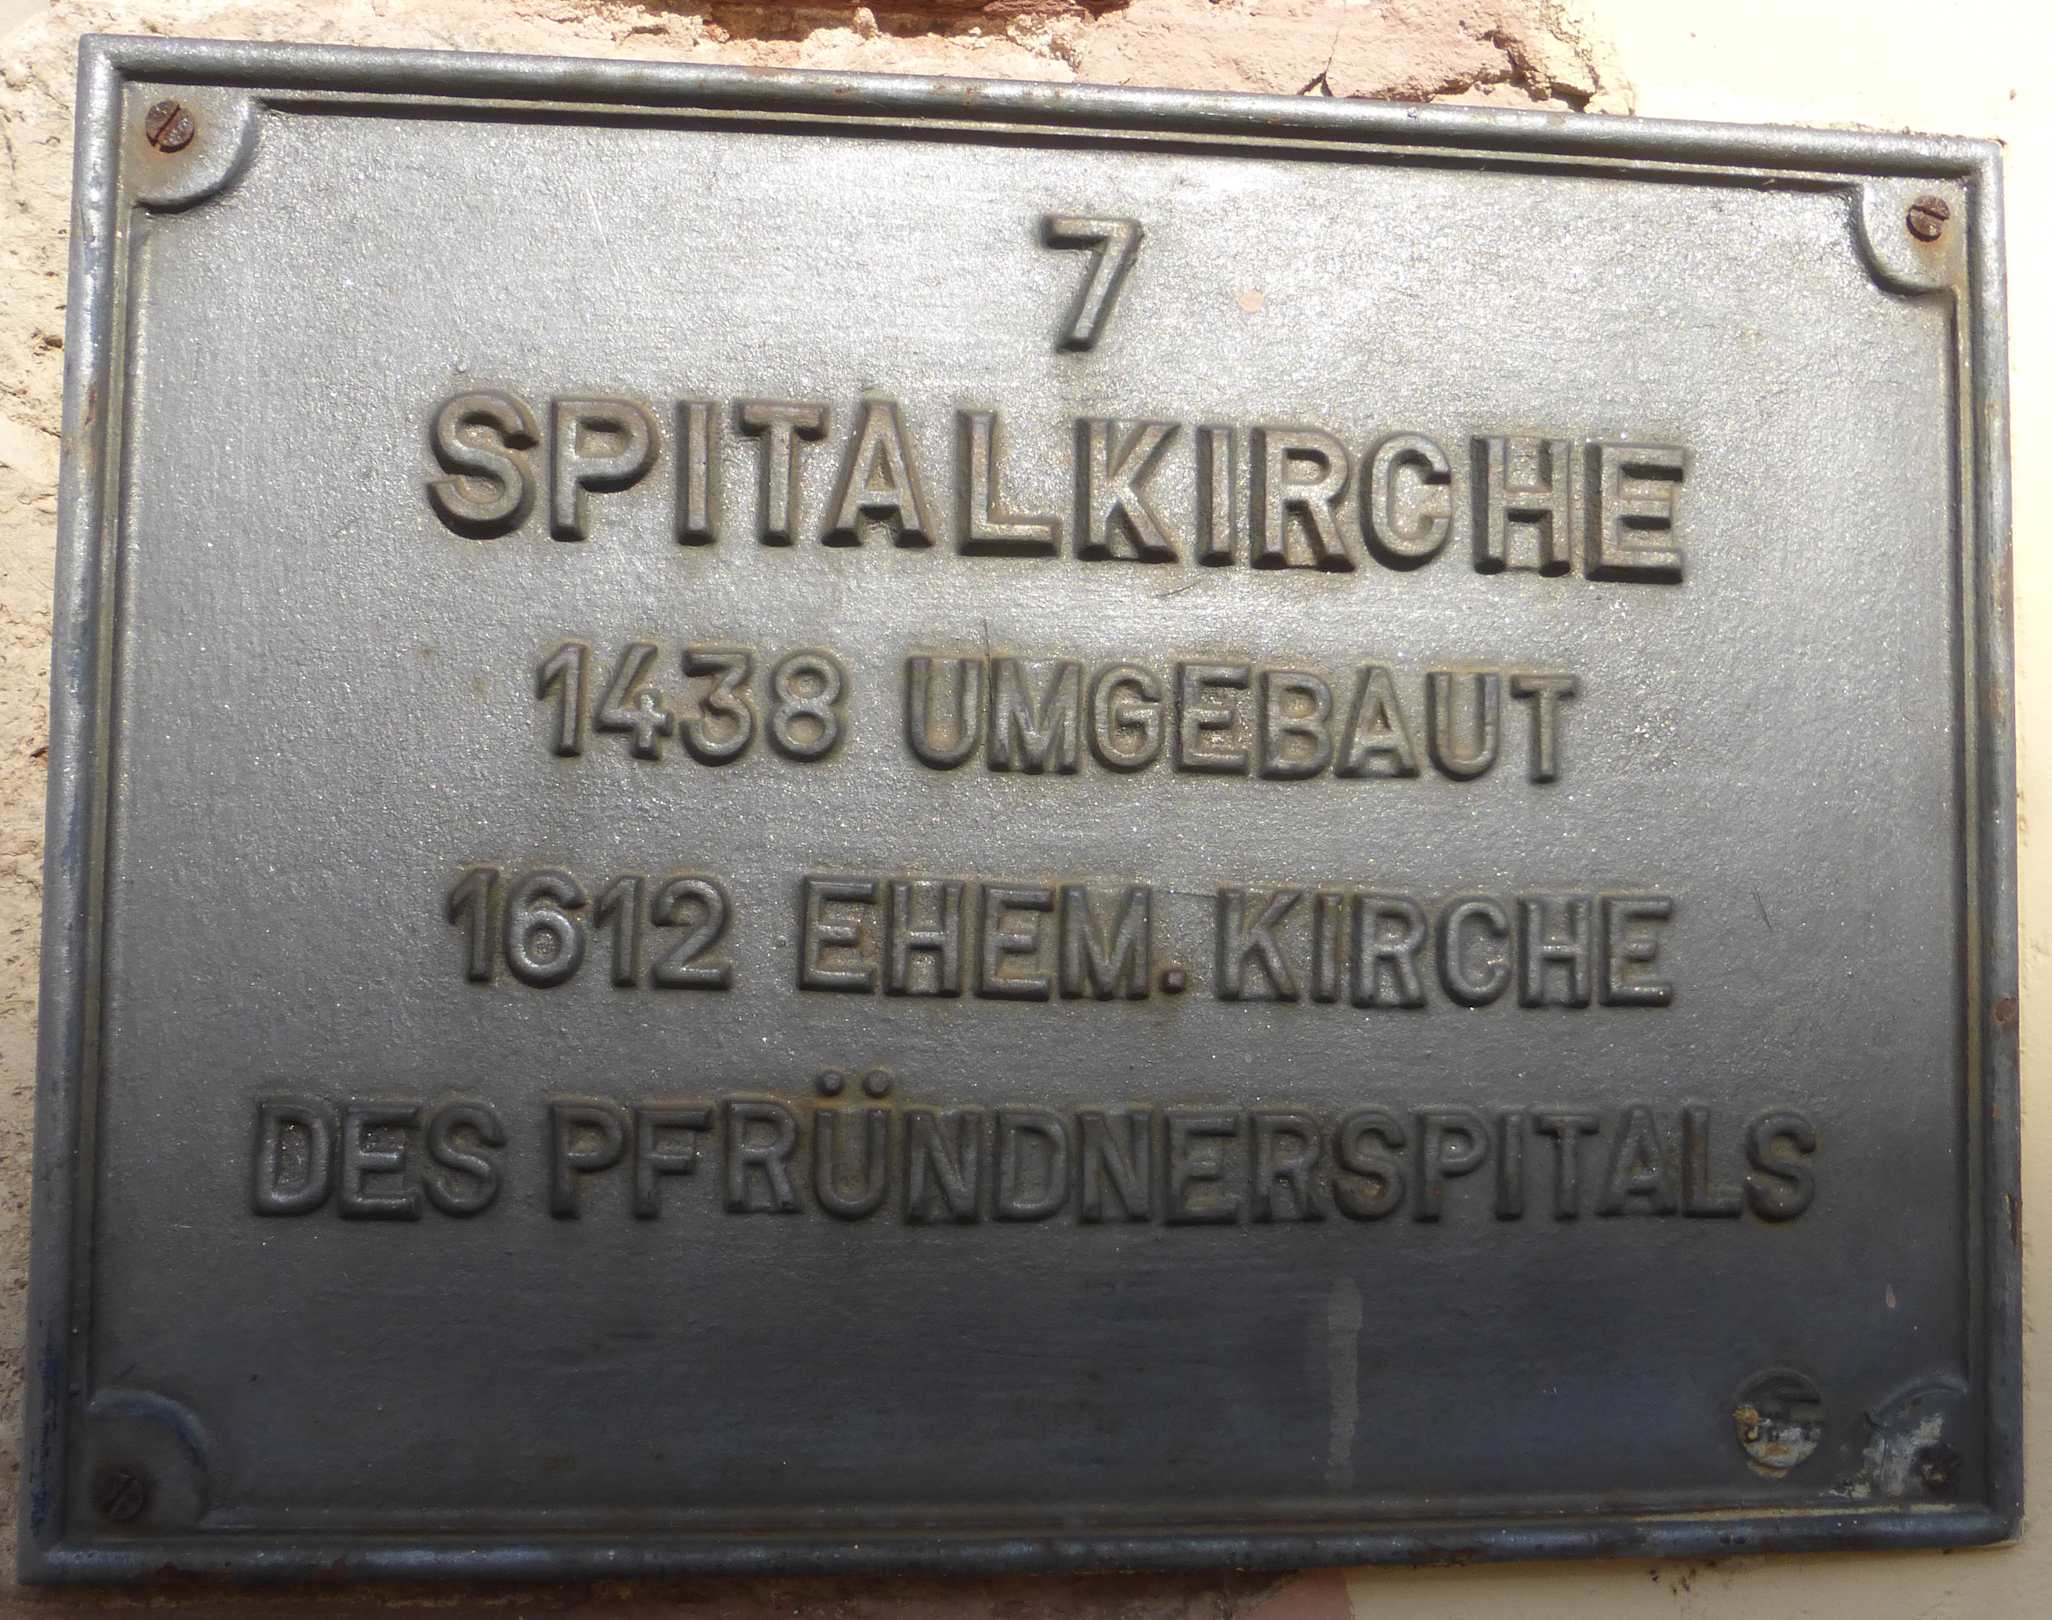 7
SPITALKIRCHE
1438 UMGEBAUT
1612 EHEM. KIRCHE
DES PFRÜNDNERSPITALS